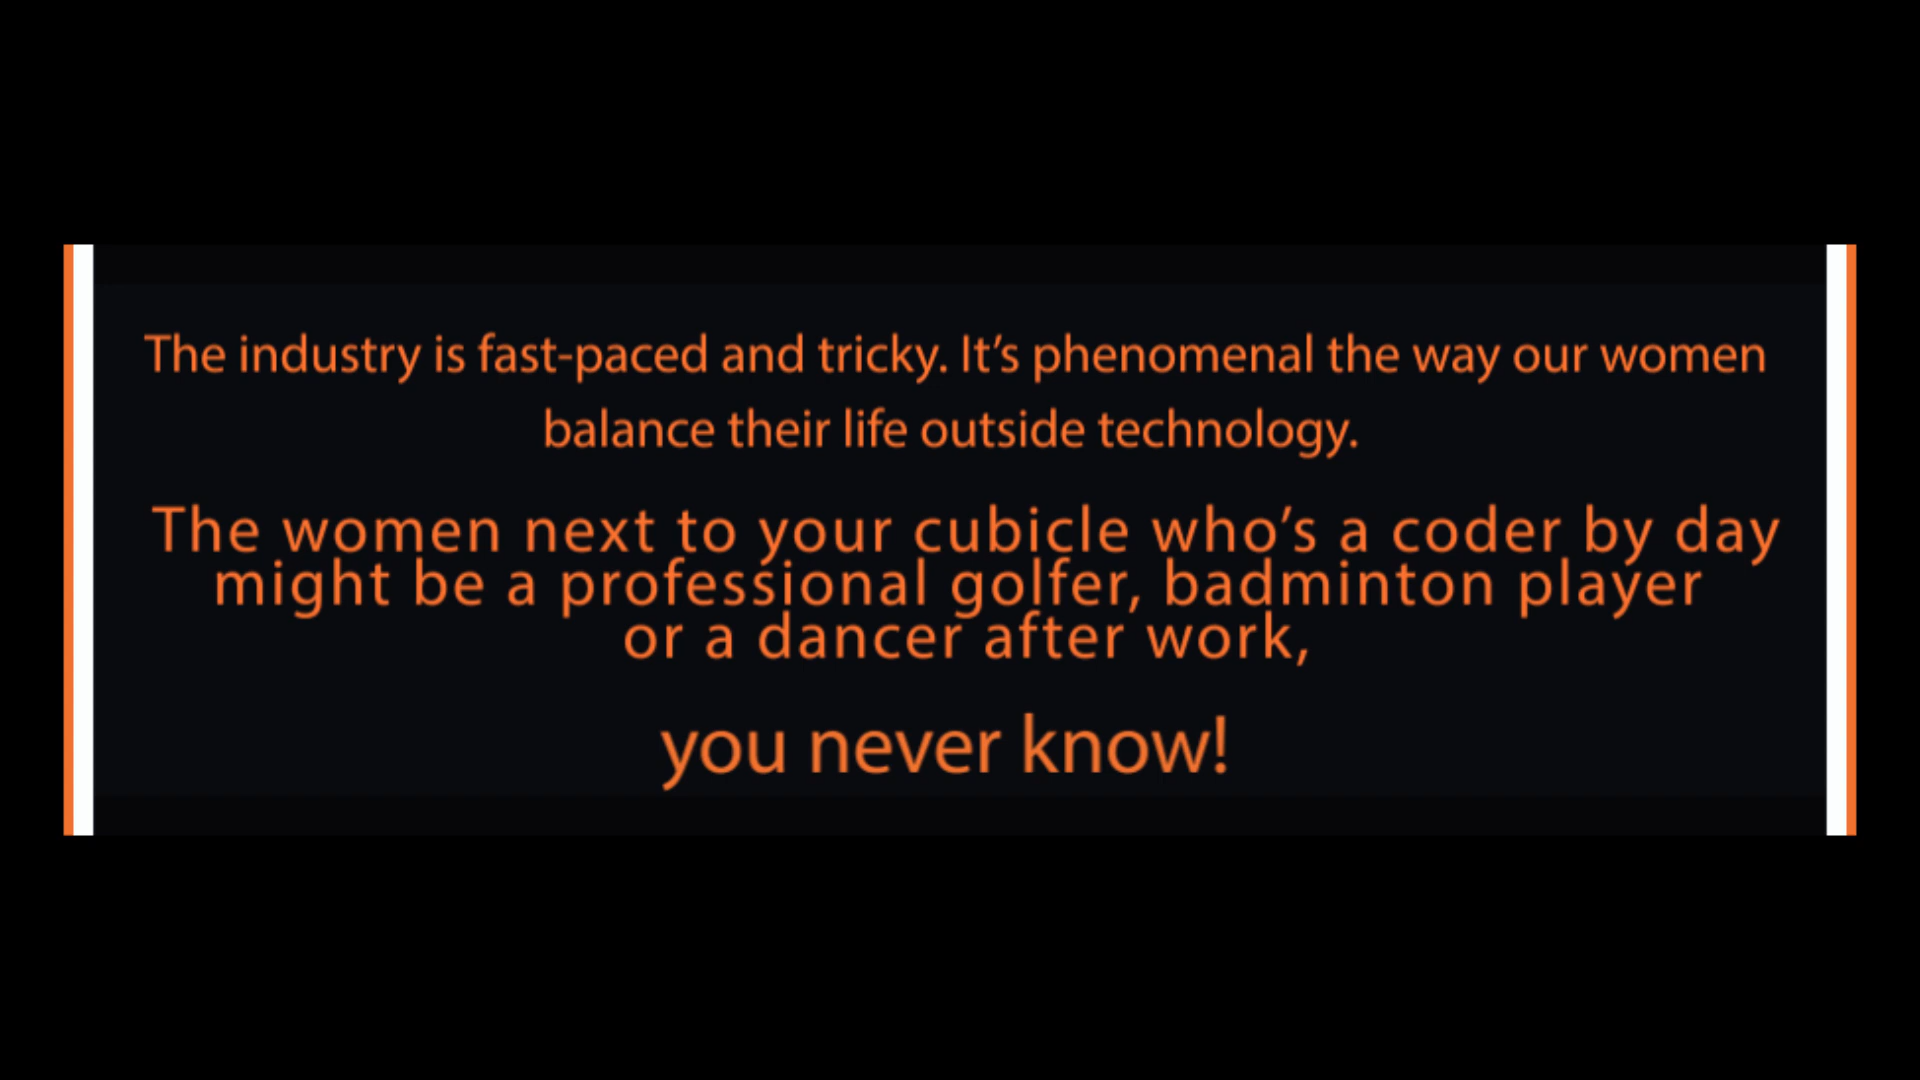 The industry is fast-paced and tricky. It’s phenomenal the way our women
balance their life outside technology.
The women next to your cubicle who’s a coder by day
might be a professional golfer, badminton player
or a dancer after work,
you never know!